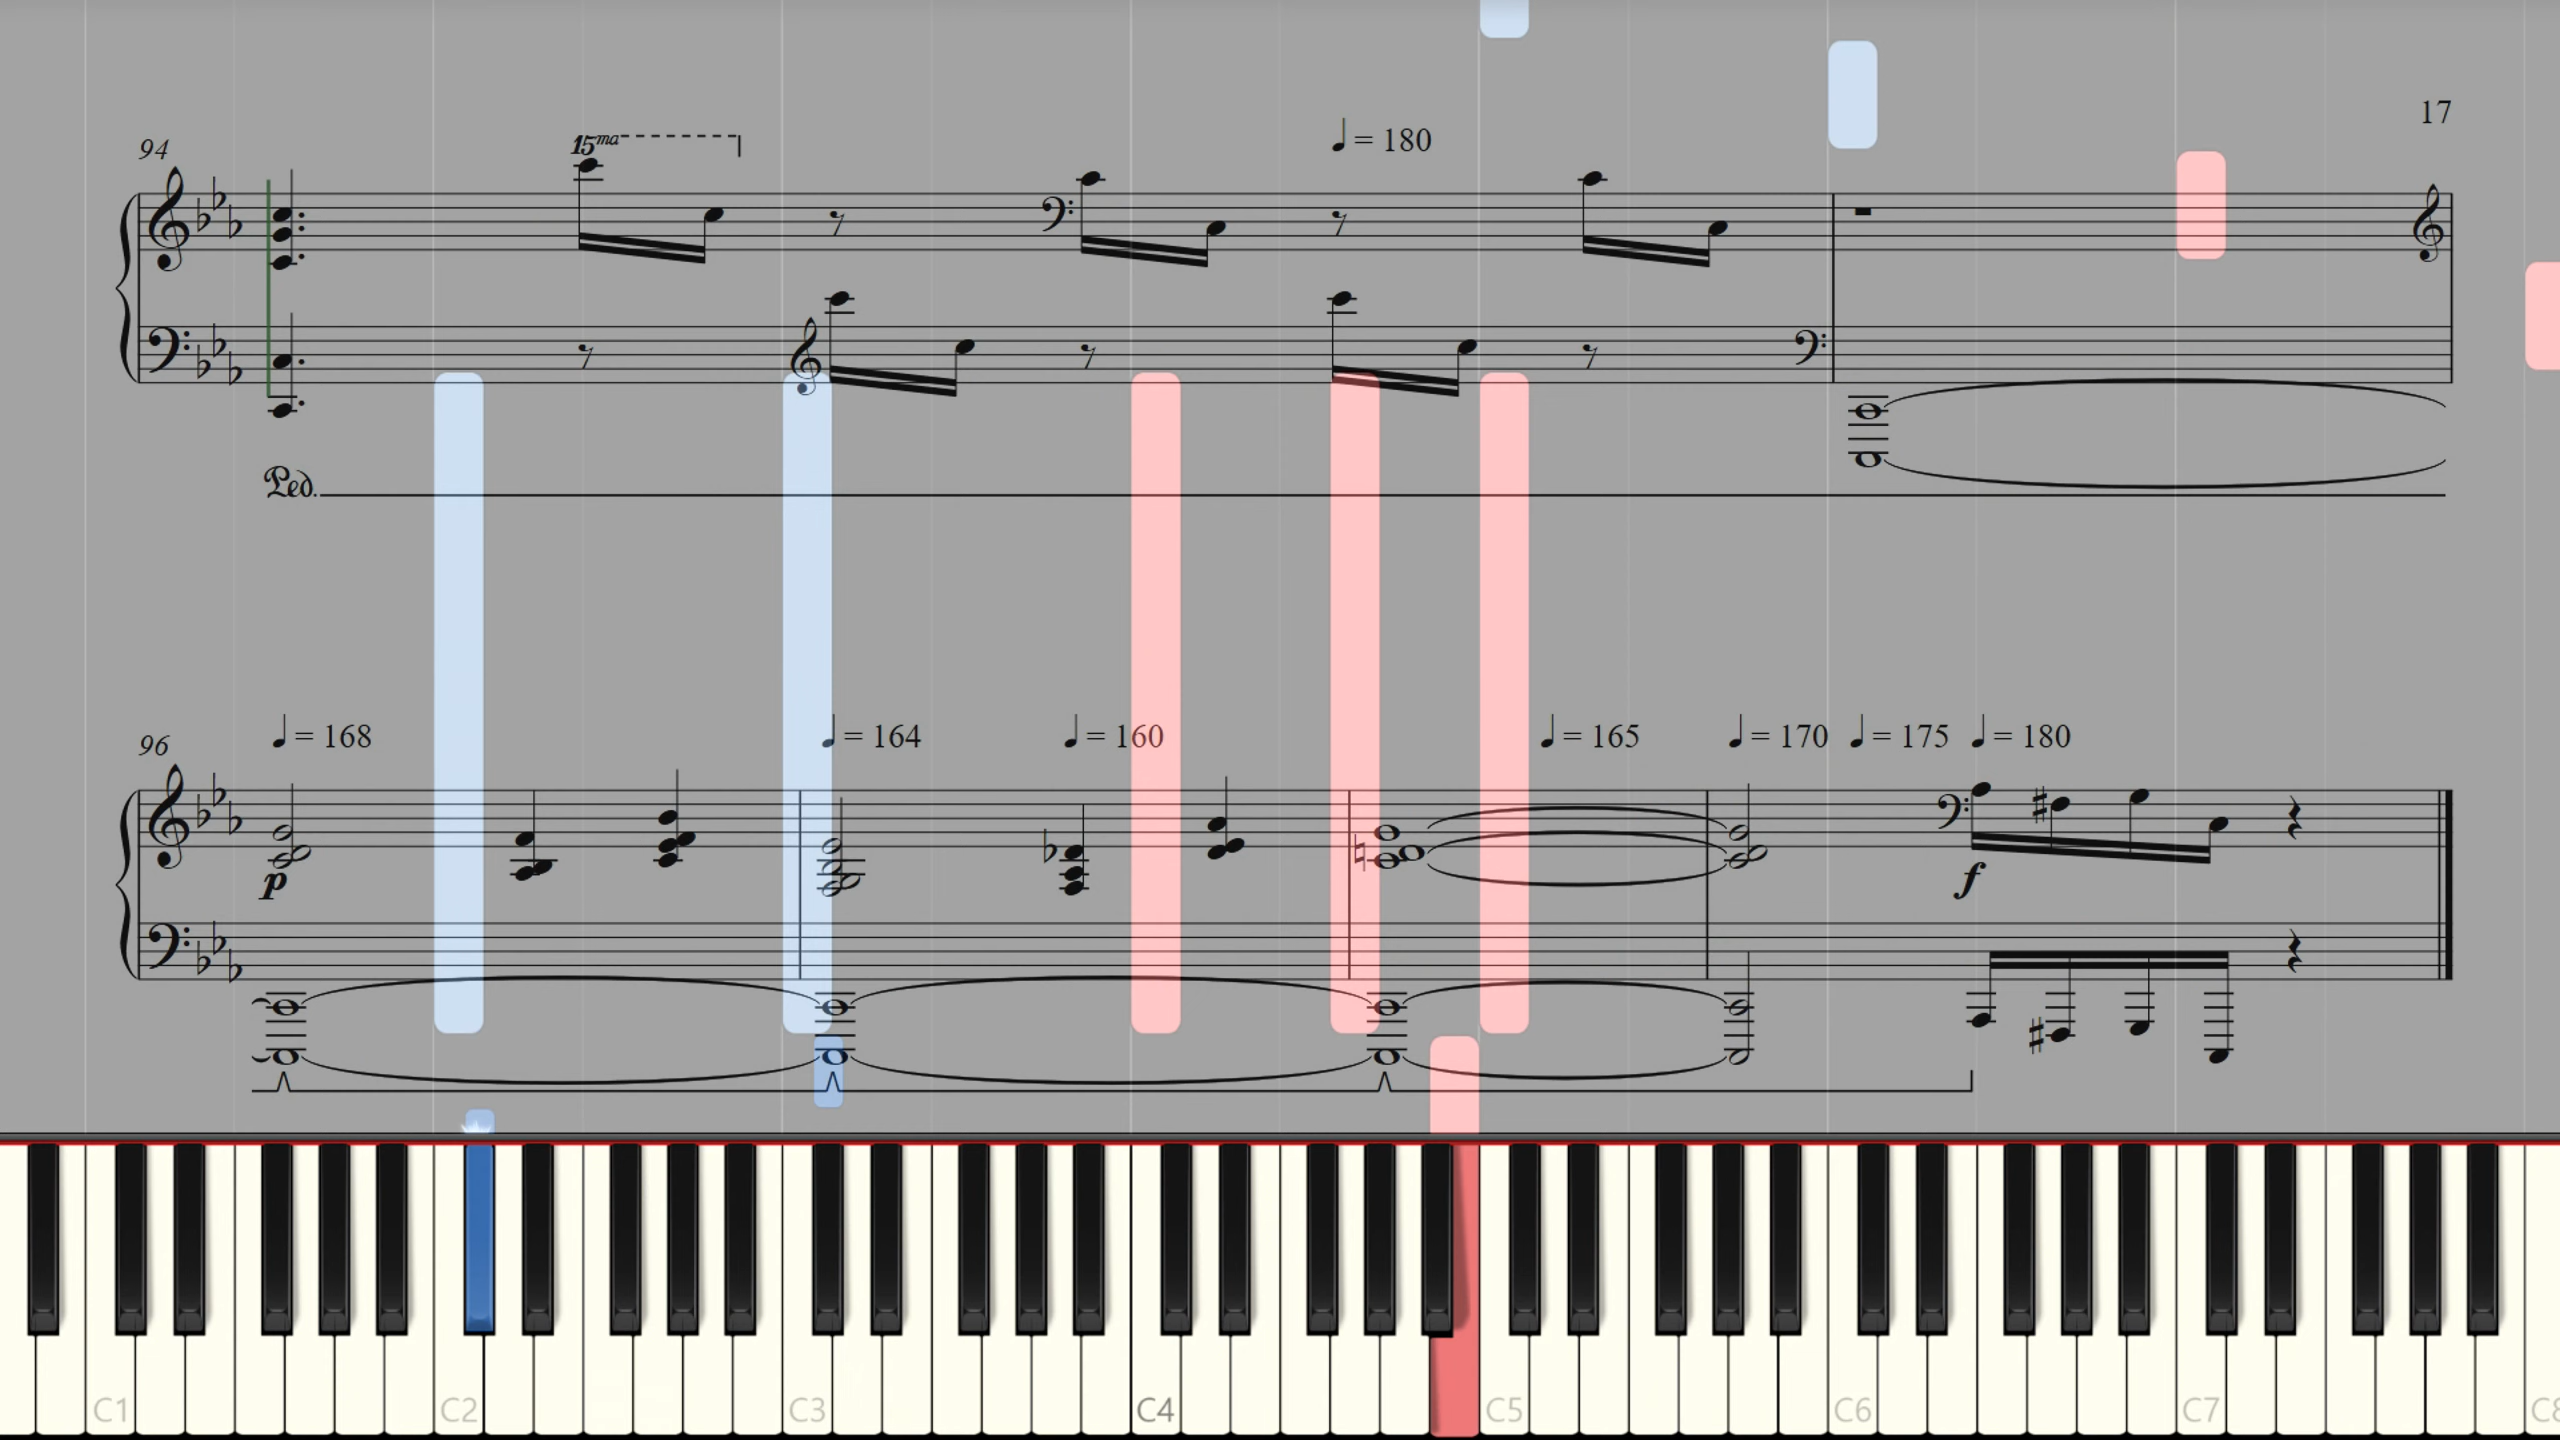 17
94
15ma
♩ = 180
Ped.
96
♩ = 168
♩ = 164
♩ = 160
♩ = 165
♩ = 170
♩ = 175
♩ = 180
p
f
C1 C2 C3 C4 C5 C6 C7 C8